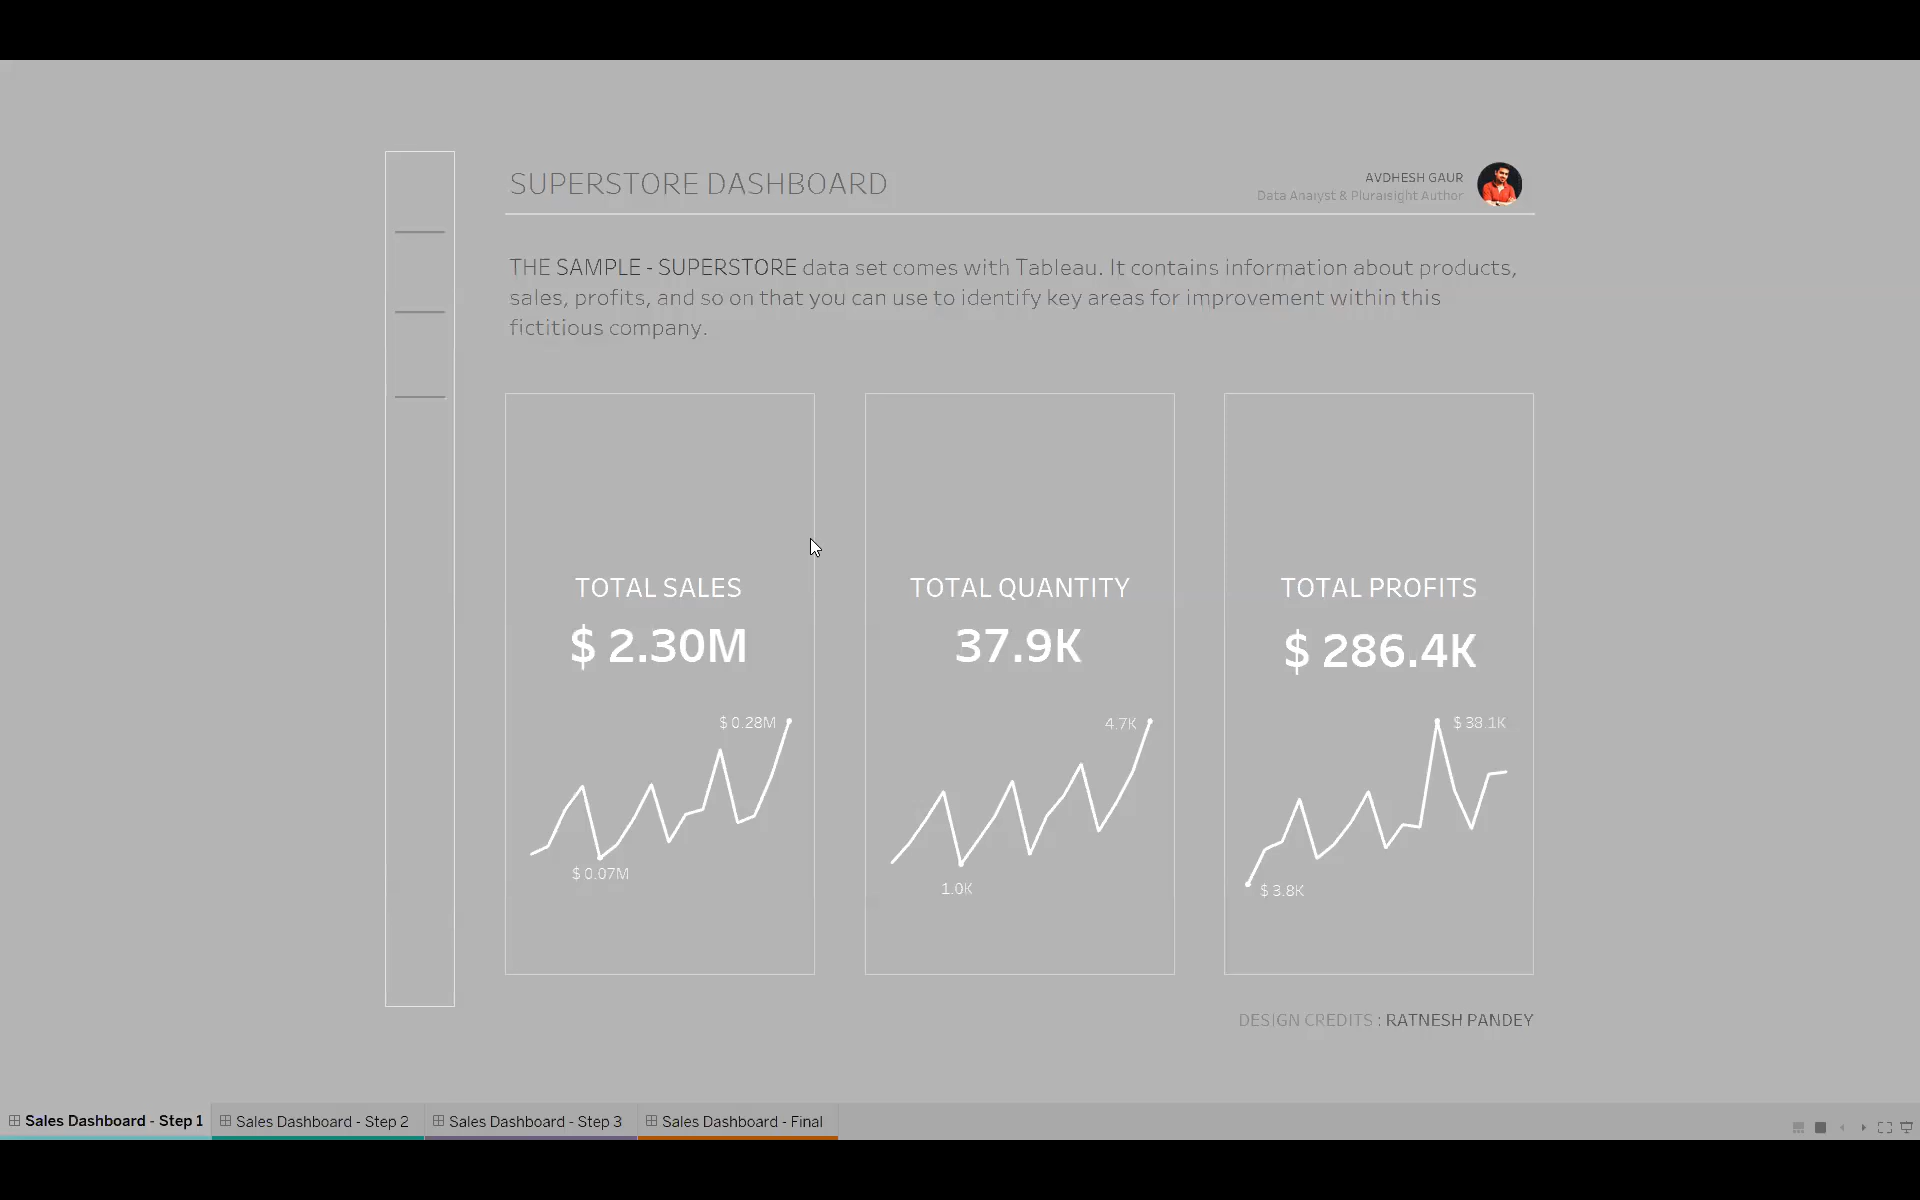 SUPERSTORE DASHBOARD
AVDHESH GAUR
Data Analyst & Pluralsight Author
THE SAMPLE - SUPERSTORE data set comes with Tableau. It contains information about products,
sales, profits, and so on that you can use to identify key areas for improvement within this
fictitious company.
TOTAL SALES
$ 2.30M
$ 0.28M
$ 0.07M
TOTAL QUANTITY
37.9K
4.7K
1.0K
TOTAL PROFITS
$ 286.4K
$ 38.1K
$ 3.8K
DESIGN CREDITS : RATNESH PANDEY
Sales Dashboard - Step 1
Sales Dashboard - Step 2
Sales Dashboard - Step 3
Sales Dashboard - Final